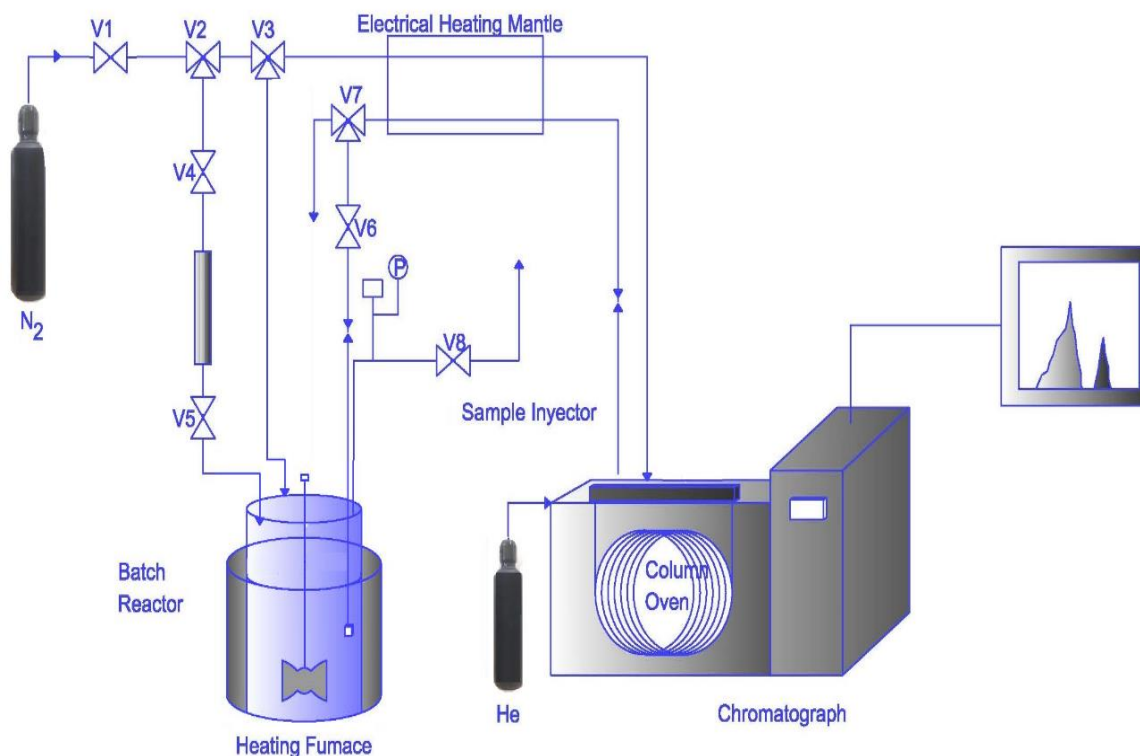 Electrical Heating Mantle
V1
V2
V3
V7
V4
V6
P
N2
V8
V5
Sample Inyector
Batch
Reactor
Column
Oven
He
Chromatograph
Heating Fumace